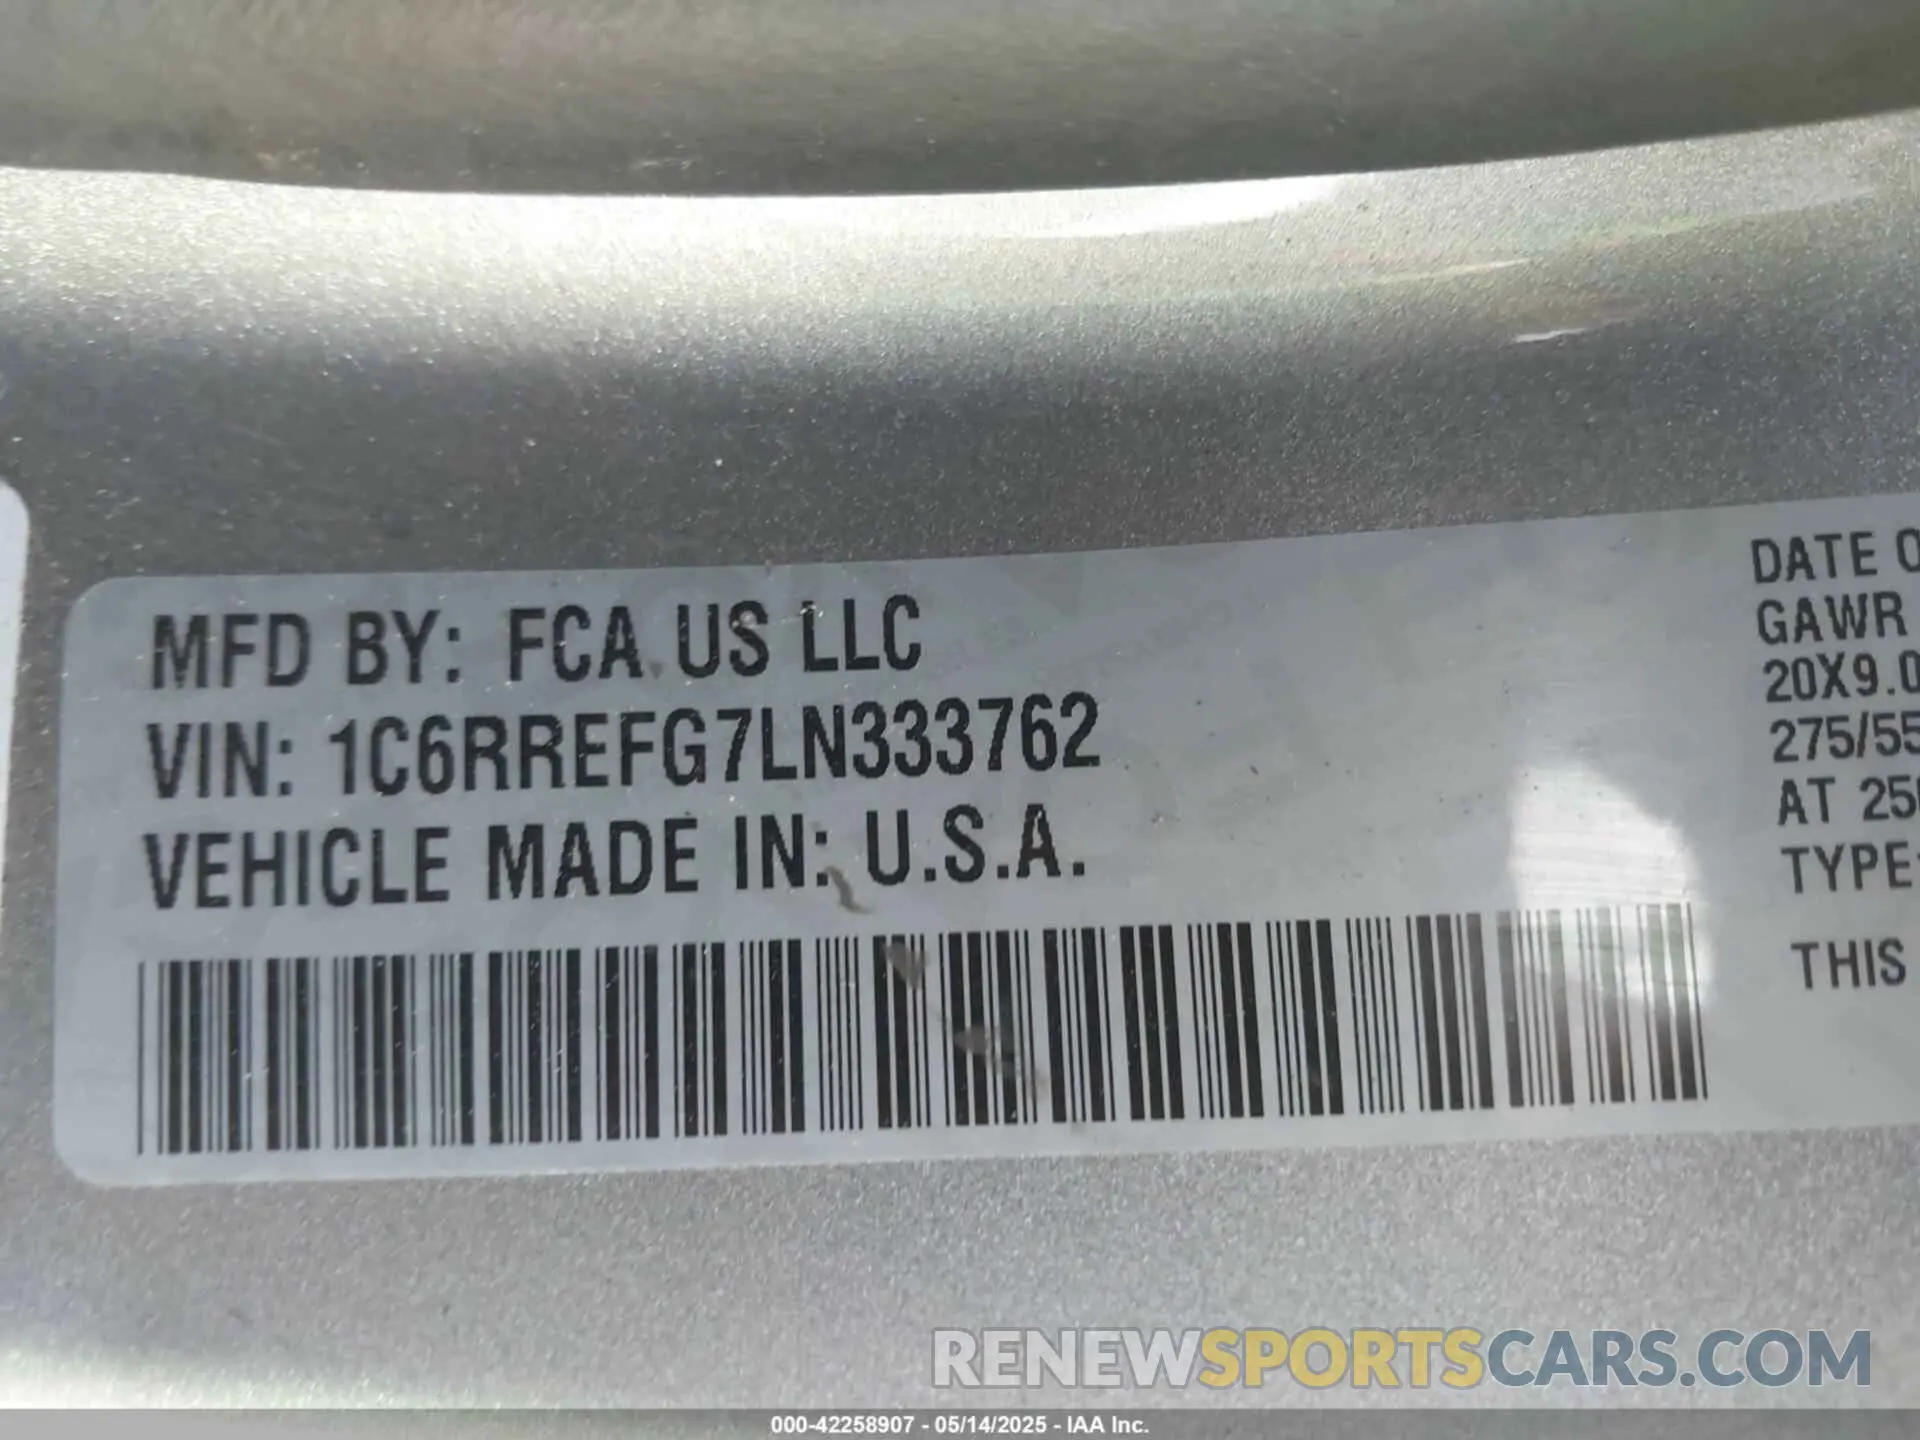 MFD BY: FCA US LLC
VIN: 1C6RREFG7LN333762
VEHICLE MADE IN: U.S.A.
DATE O
GAWR
20X9.0
275/55
AT 250
TYPE:
THIS
RENEWSPORTSCARS.COM
000-42258907 - 05/14/2025 - IAA Inc.